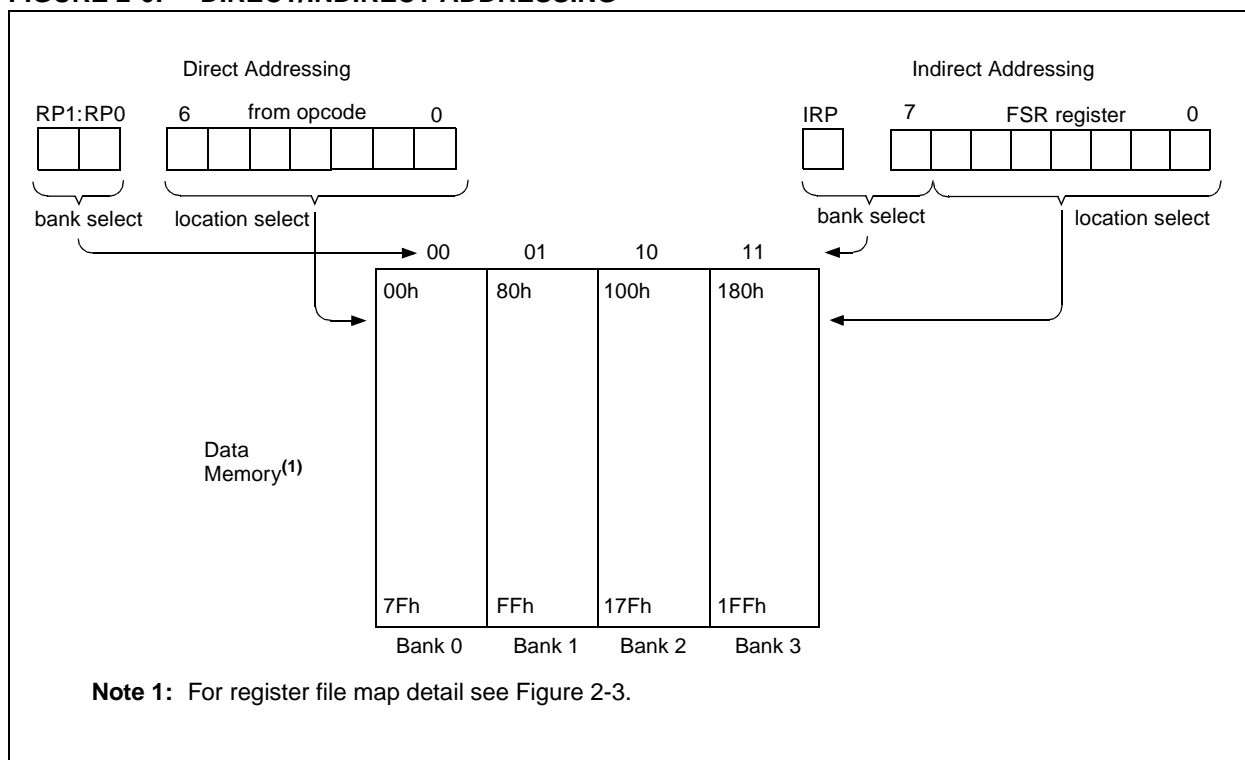 FIGURE 2-6: DIRECT/INDIRECT ADDRESSING
Direct Addressing
Indirect Addressing
RP1:RP0 6 from opcode 0
IRP 7 FSR register 0
bank select location select
bank select location select
00 01 10 11
00h 80h 100h 180h
Data
Memory(1)
7Fh FFh 17Fh 1FFh
Bank 0 Bank 1 Bank 2 Bank 3
Note 1: For register file map detail see Figure 2-3.